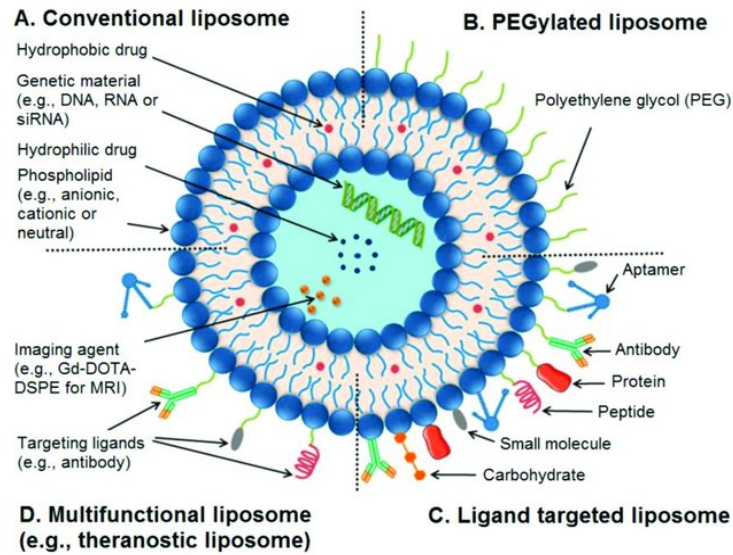 A. Conventional liposome
B. PEGylated liposome
Hydrophobic drug
Genetic material
(e.g., DNA, RNA or
siRNA)
Hydrophilic drug
Phospholipid
(e.g., anionic,
cationic or
neutral)
Polyethylene glycol (PEG)
Aptamer
Antibody
Protein
Peptide
Small molecule
Carbohydrate
Imaging agent
(e.g., Gd-DOTA-
DSPE for MRI)
Targeting ligands
(e.g., antibody)
D. Multifunctional liposome
(e.g., theranostic liposome)
C. Ligand targeted liposome